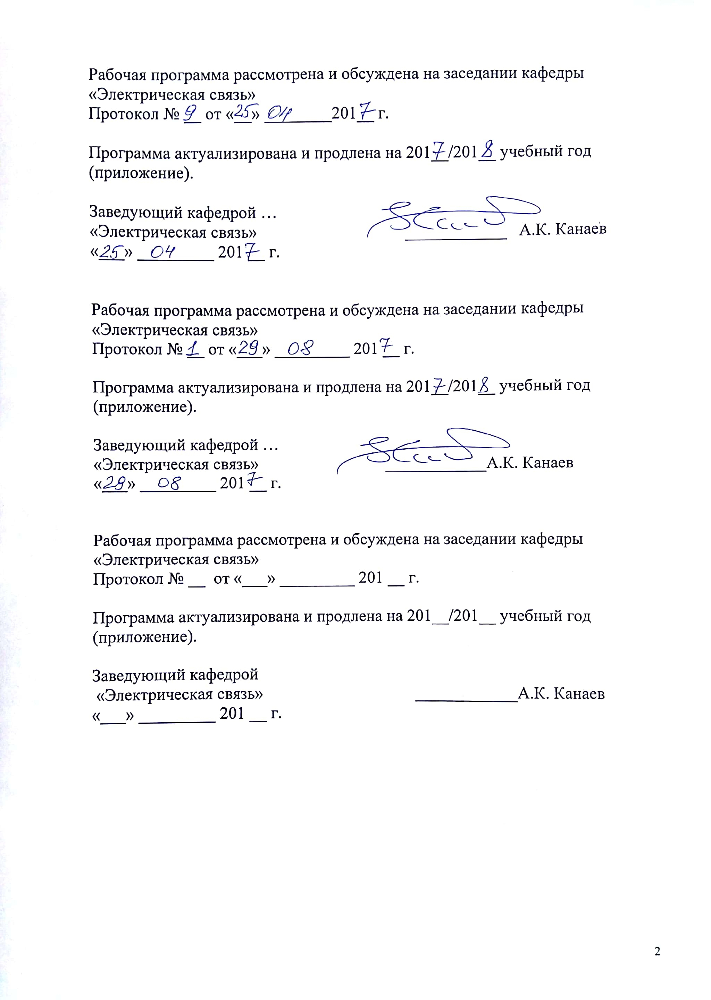 Рабочая программа рассмотрена и обсуждена на заседании кафедры
«Электрическая связь»
Протокол № 9 от «25» 04 2017 г.
Программа актуализирована и продлена на 2017/2018 учебный год
(приложение).
Заведующий кафедрой ...
«Электрическая связь» А.К. Канаев
«25» 04 2017 г.
Рабочая программа рассмотрена и обсуждена на заседании кафедры
«Электрическая связь»
Протокол № 1 от «29» 08 2017 г.
Программа актуализирована и продлена на 2017/2018 учебный год
(приложение).
Заведующий кафедрой ...
«Электрическая связь» А.К. Канаев
«29» 08 2017 г.
Рабочая программа рассмотрена и обсуждена на заседании кафедры
«Электрическая связь»
Протокол № __ от «___» _________ 201 __ г.
Программа актуализирована и продлена на 201__/201__ учебный год
(приложение).
Заведующий кафедрой
«Электрическая связь» ____________А.К. Канаев
«___» _________ 201 __ г.
2